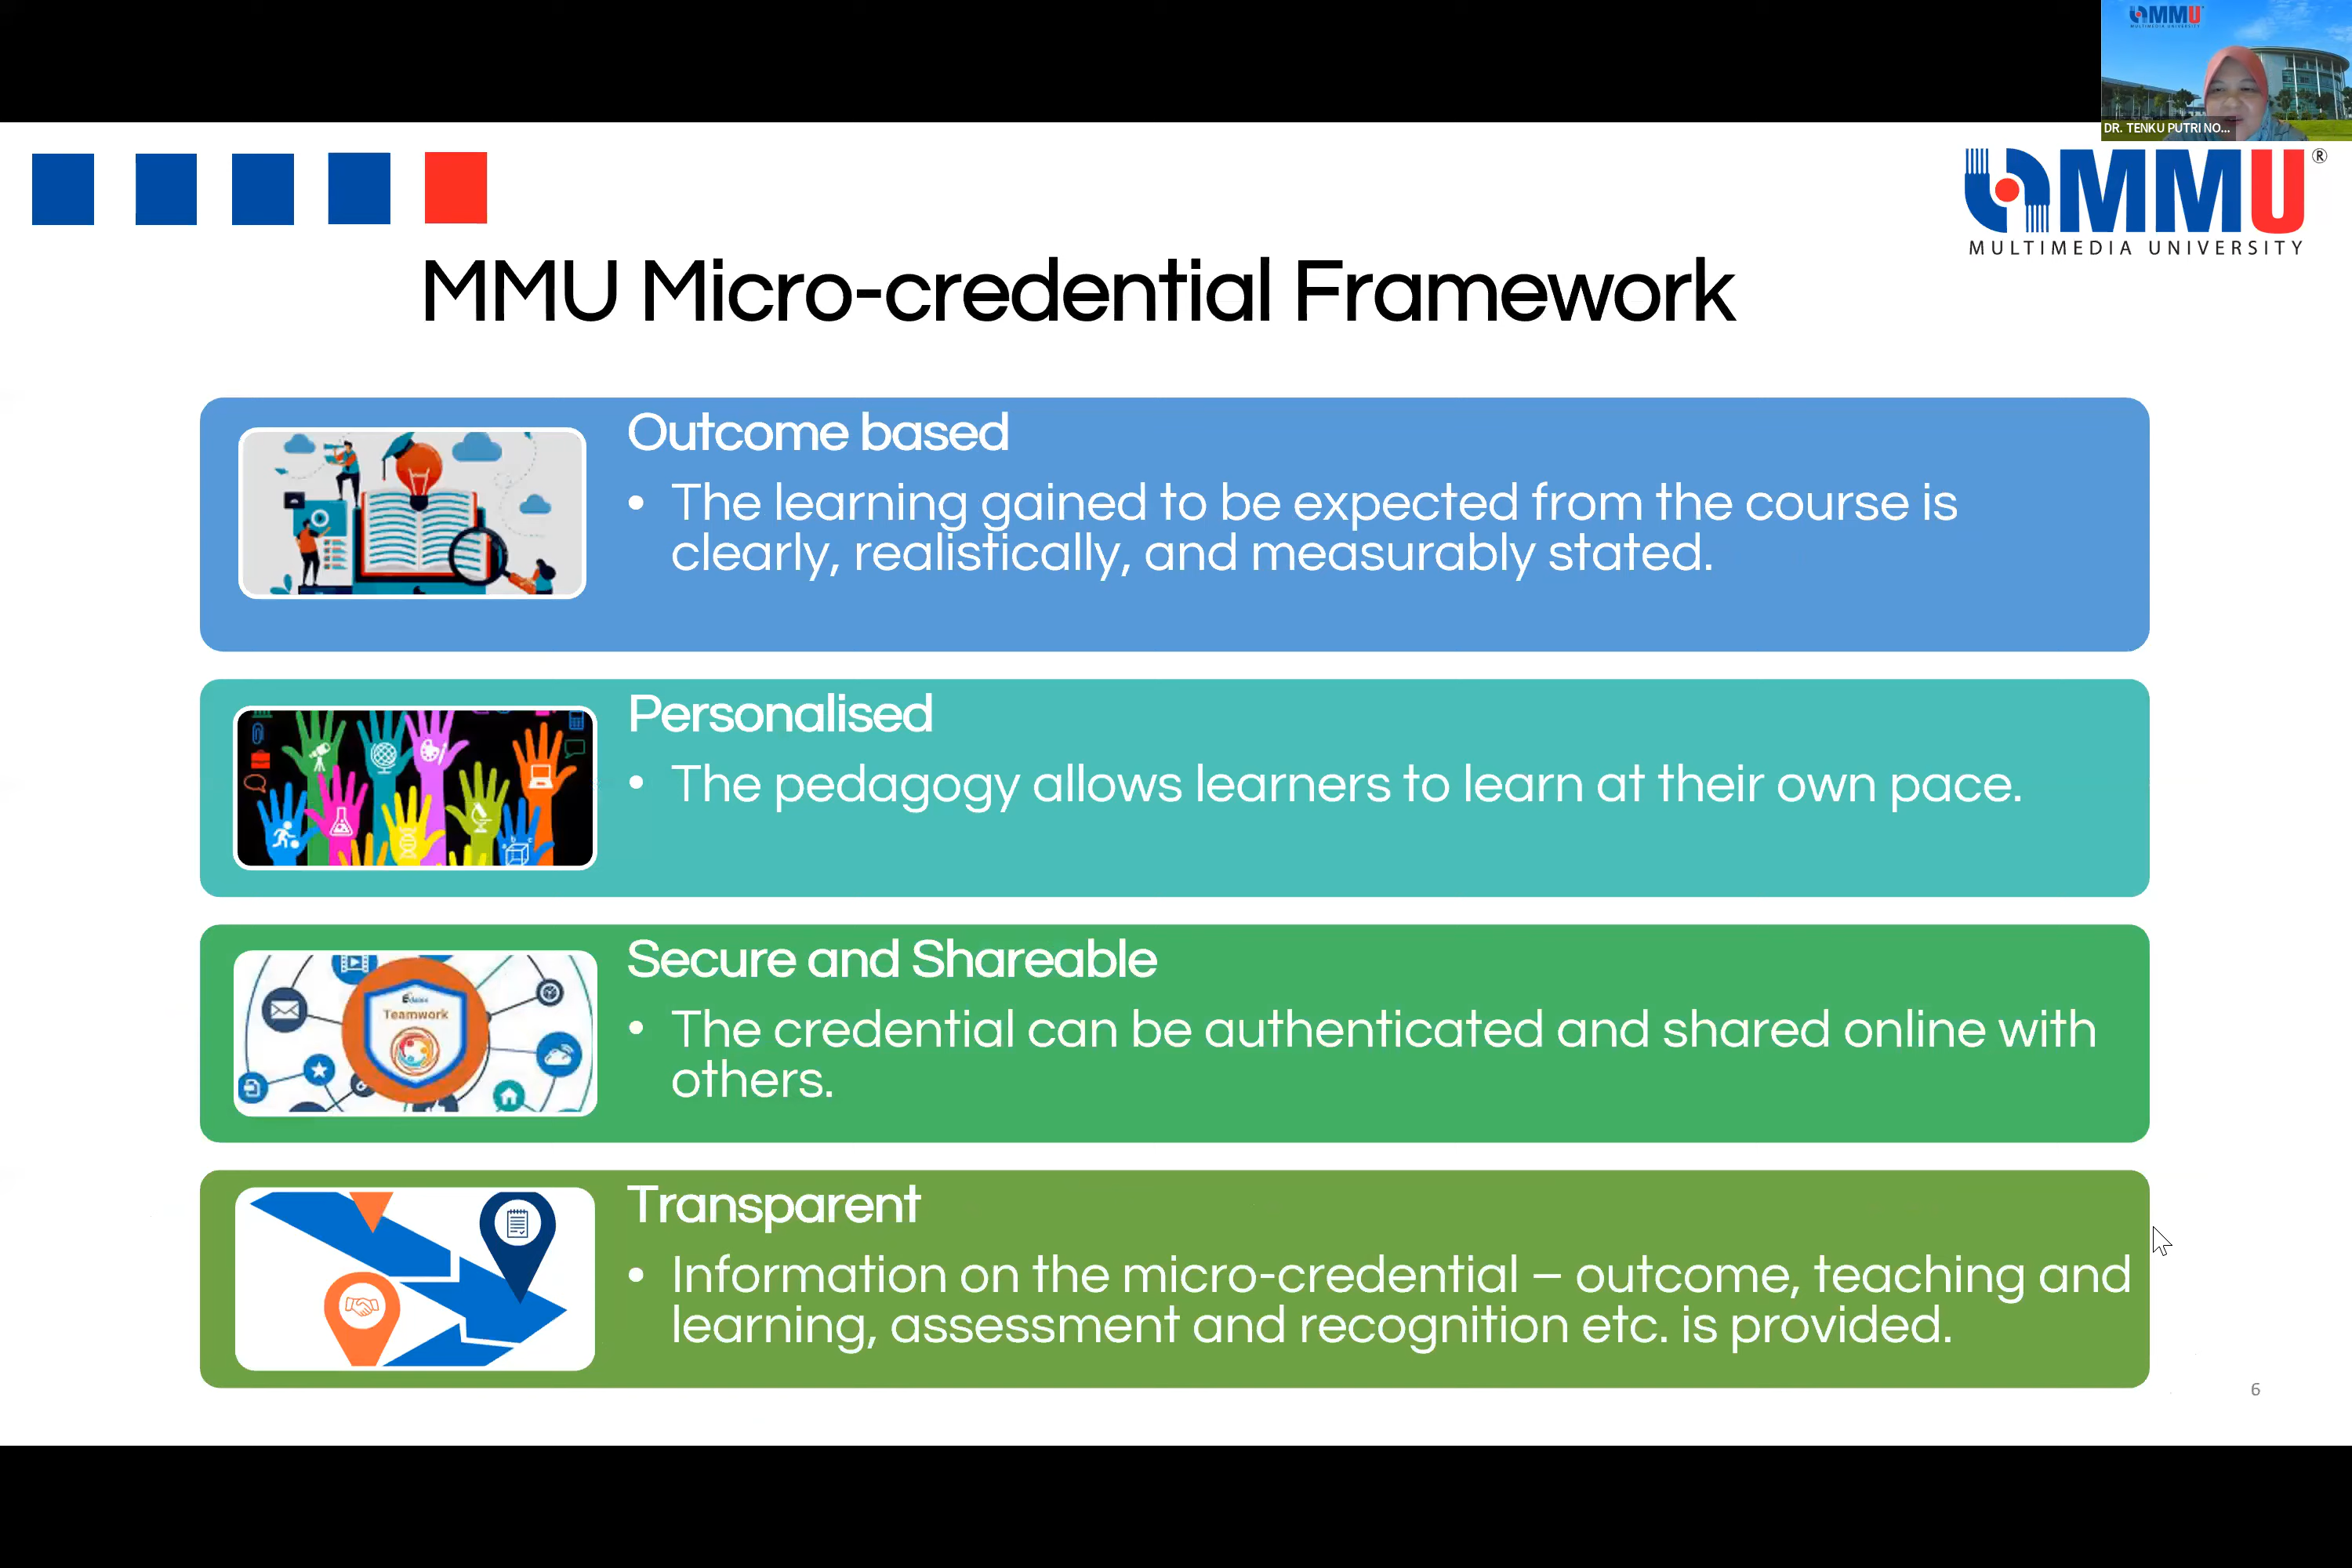 MMU
MULTIMEDIA UNIVERSITY
DR. TENKU PUTRI NO...
MMU®
MULTIMEDIA UNIVERSITY
MMU Micro-credential Framework
Outcome based
• The learning gained to be expected from the course is
clearly, realistically, and measurably stated.
Personalised
• The pedagogy allows learners to learn at their own pace.
Secure and Shareable
• The credential can be authenticated and shared online with
others.
Teamwork
Transparent
• Information on the micro-credential – outcome, teaching and
learning, assessment and recognition etc. is provided.
6